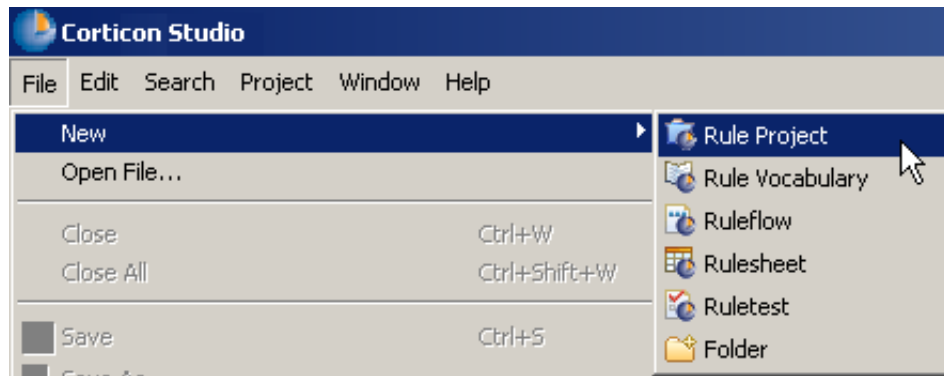 Corticon Studio
File Edit Search Project Window Help
New
Open File...
Close Ctrl+W
Close All Ctrl+Shift+W
Save Ctrl+S
Rule Project
Rule Vocabulary
Ruleflow
Rulesheet
Ruletest
Folder